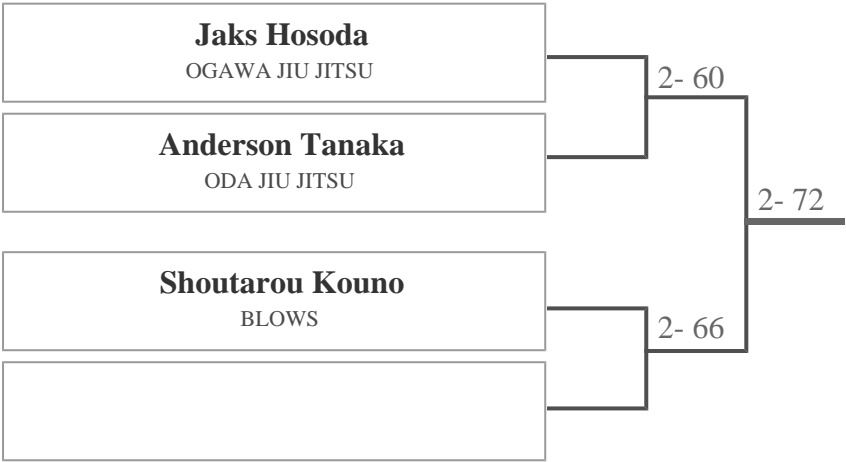 Jaks Hosoda
OGAWA JIU JITSU
2- 60
Anderson Tanaka
ODA JIU JITSU
2- 72
Shoutarou Kouno
BLOWS
2- 66